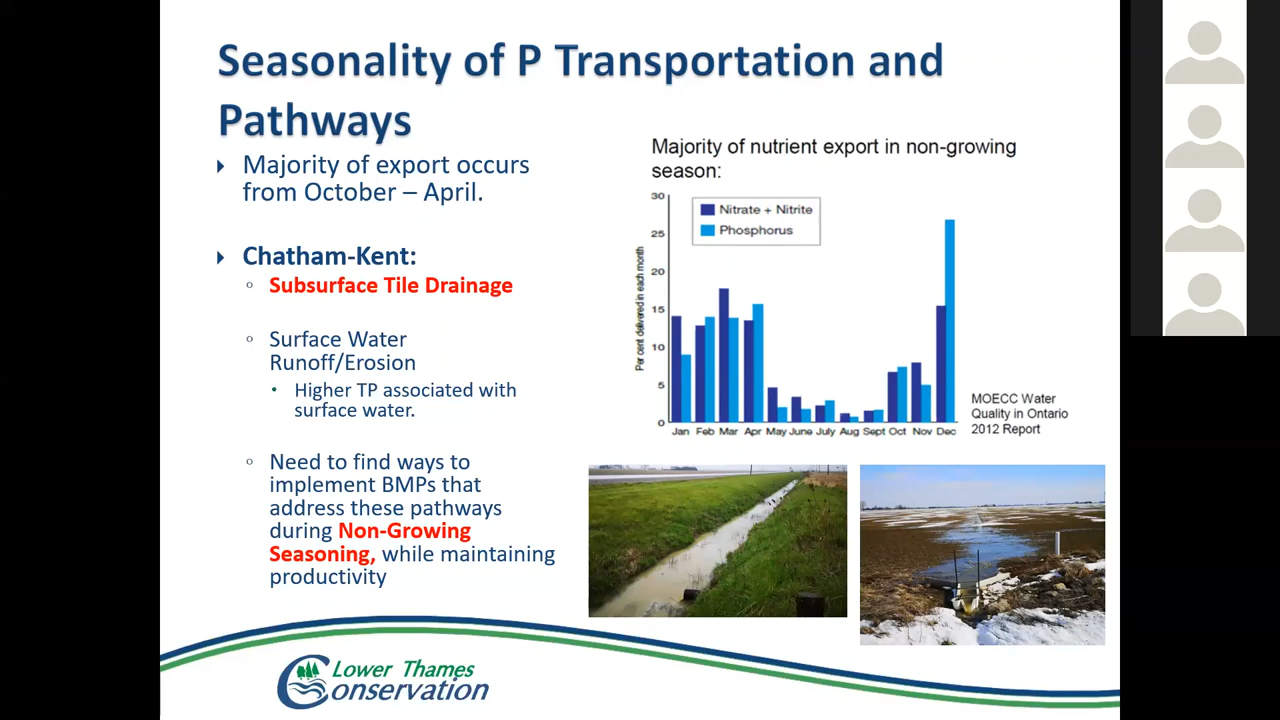 Seasonality of P Transportation and
Pathways
Majority of export occurs
from October – April.
Chatham-Kent:
Subsurface Tile Drainage
Surface Water
Runoff/Erosion
Higher TP associated with
surface water.
Need to find ways to
implement BMPs that
address these pathways
during Non-Growing
Seasoning, while maintaining
productivity
Majority of nutrient export in non-growing
season:
30
25
20
15
10
5
0
Per cent delivered in each month
Nitrate + Nitrite
Phosphorus
Jan Feb Mar Apr May June July Aug Sept Oct Nov Dec
MOECC Water
Quality in Ontario
2012 Report
Lower Thames
Conservation